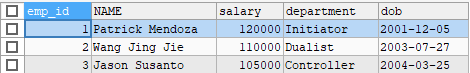 emp_id NAME salary department dob
1 Patrick Mendoza 120000 Initiator 2001-12-05
2 Wang Jing Jie 110000 Dualist 2003-07-27
3 Jason Susanto 105000 Controller 2004-03-25